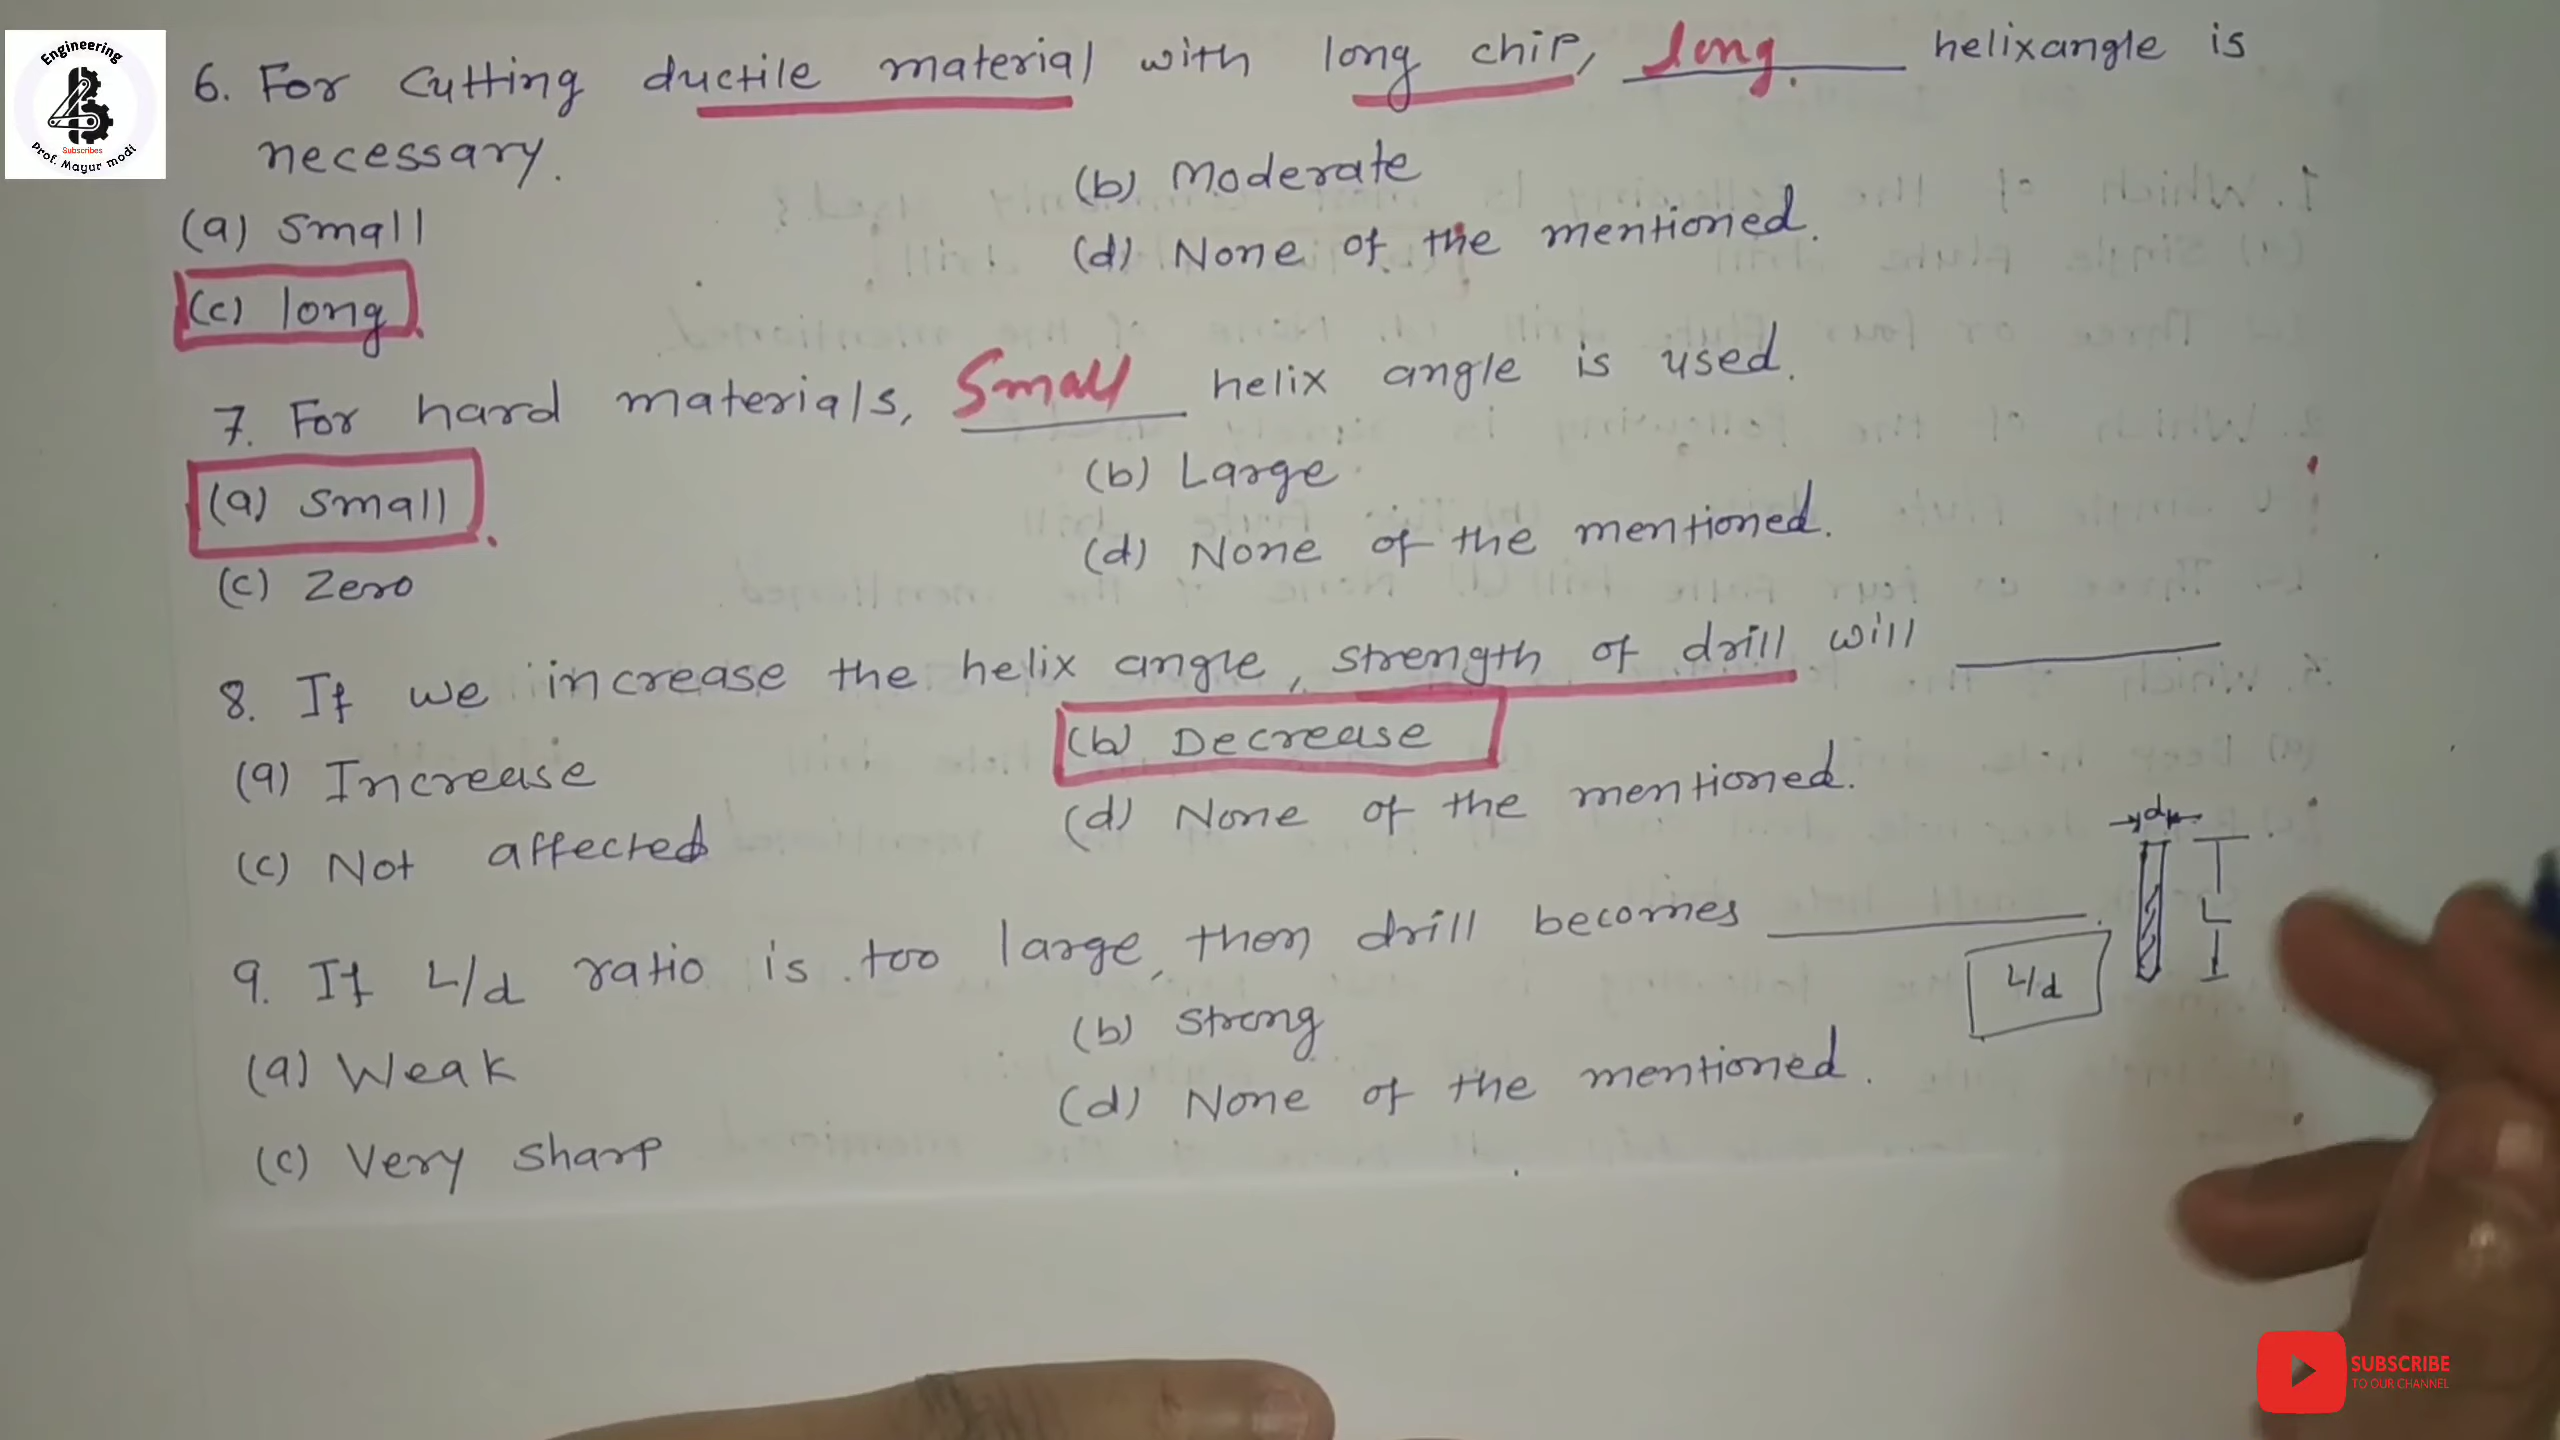 Engineering
Subscribes
Prof. Mayur modi
6. For cutting ductile material with long chip, long. helixangle is
necessary.
(a) Small
(b) Moderate
(c) long
(d) None of the mentioned.
7. For hard materials, Small helix angle is used.
(a) Small
(b) Large
(c) Zero
(d) None of the mentioned.
8. If we increase the helix angle, strength of drill will
(a) Increase
(b) Decrease
(c) Not affected
(d) None of the mentioned.
9. If L/d ratio is too large, then drill becomes
(a) Weak
(b) Strong
(c) Very sharp
(d) None of the mentioned.
d
L
L/d
SUBSCRIBE
TO OUR CHANNEL